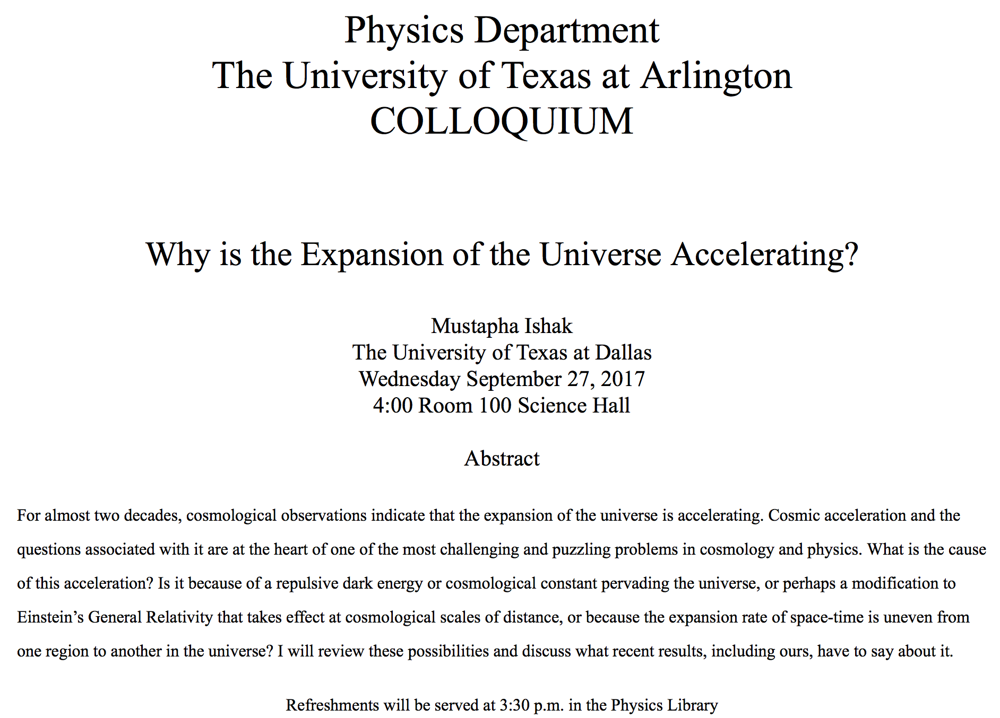 Physics Department
The University of Texas at Arlington
COLLOQUIUM
Why is the Expansion of the Universe Accelerating?
Mustapha Ishak
The University of Texas at Dallas
Wednesday September 27, 2017
4:00 Room 100 Science Hall
Abstract
For almost two decades, cosmological observations indicate that the expansion of the universe is accelerating. Cosmic acceleration and the
questions associated with it are at the heart of one of the most challenging and puzzling problems in cosmology and physics. What is the cause
of this acceleration? Is it because of a repulsive dark energy or cosmological constant pervading the universe, or perhaps a modification to
Einstein’s General Relativity that takes effect at cosmological scales of distance, or because the expansion rate of space-time is uneven from
one region to another in the universe? I will review these possibilities and discuss what recent results, including ours, have to say about it.
Refreshments will be served at 3:30 p.m. in the Physics Library